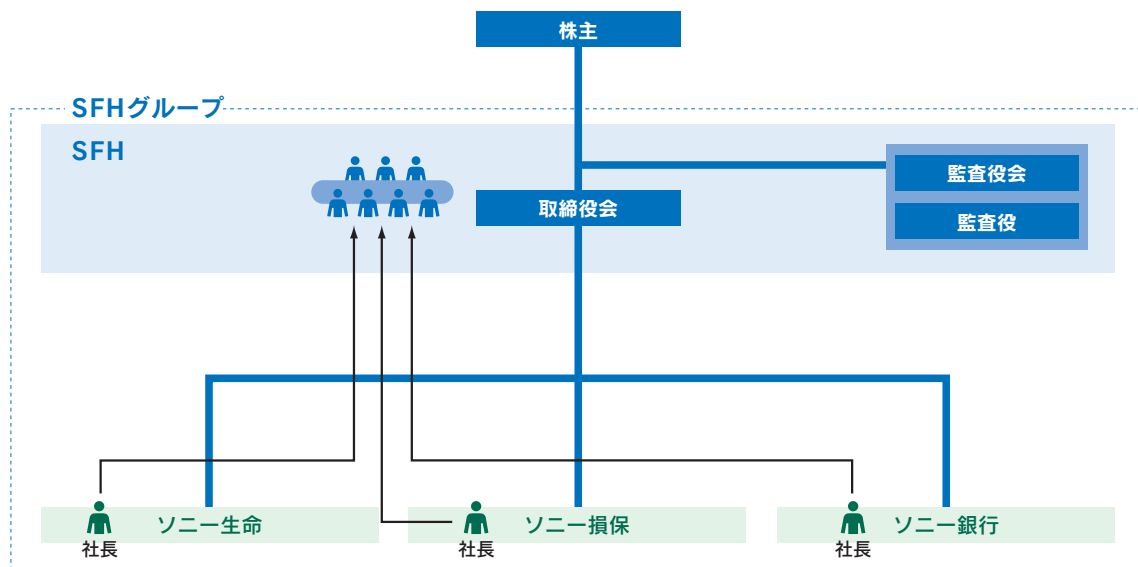 株主
SFHグループ
SFH
監査役会
取締役会
監査役
ソニー生命
社長
ソニー損保
社長
ソニー銀行
社長